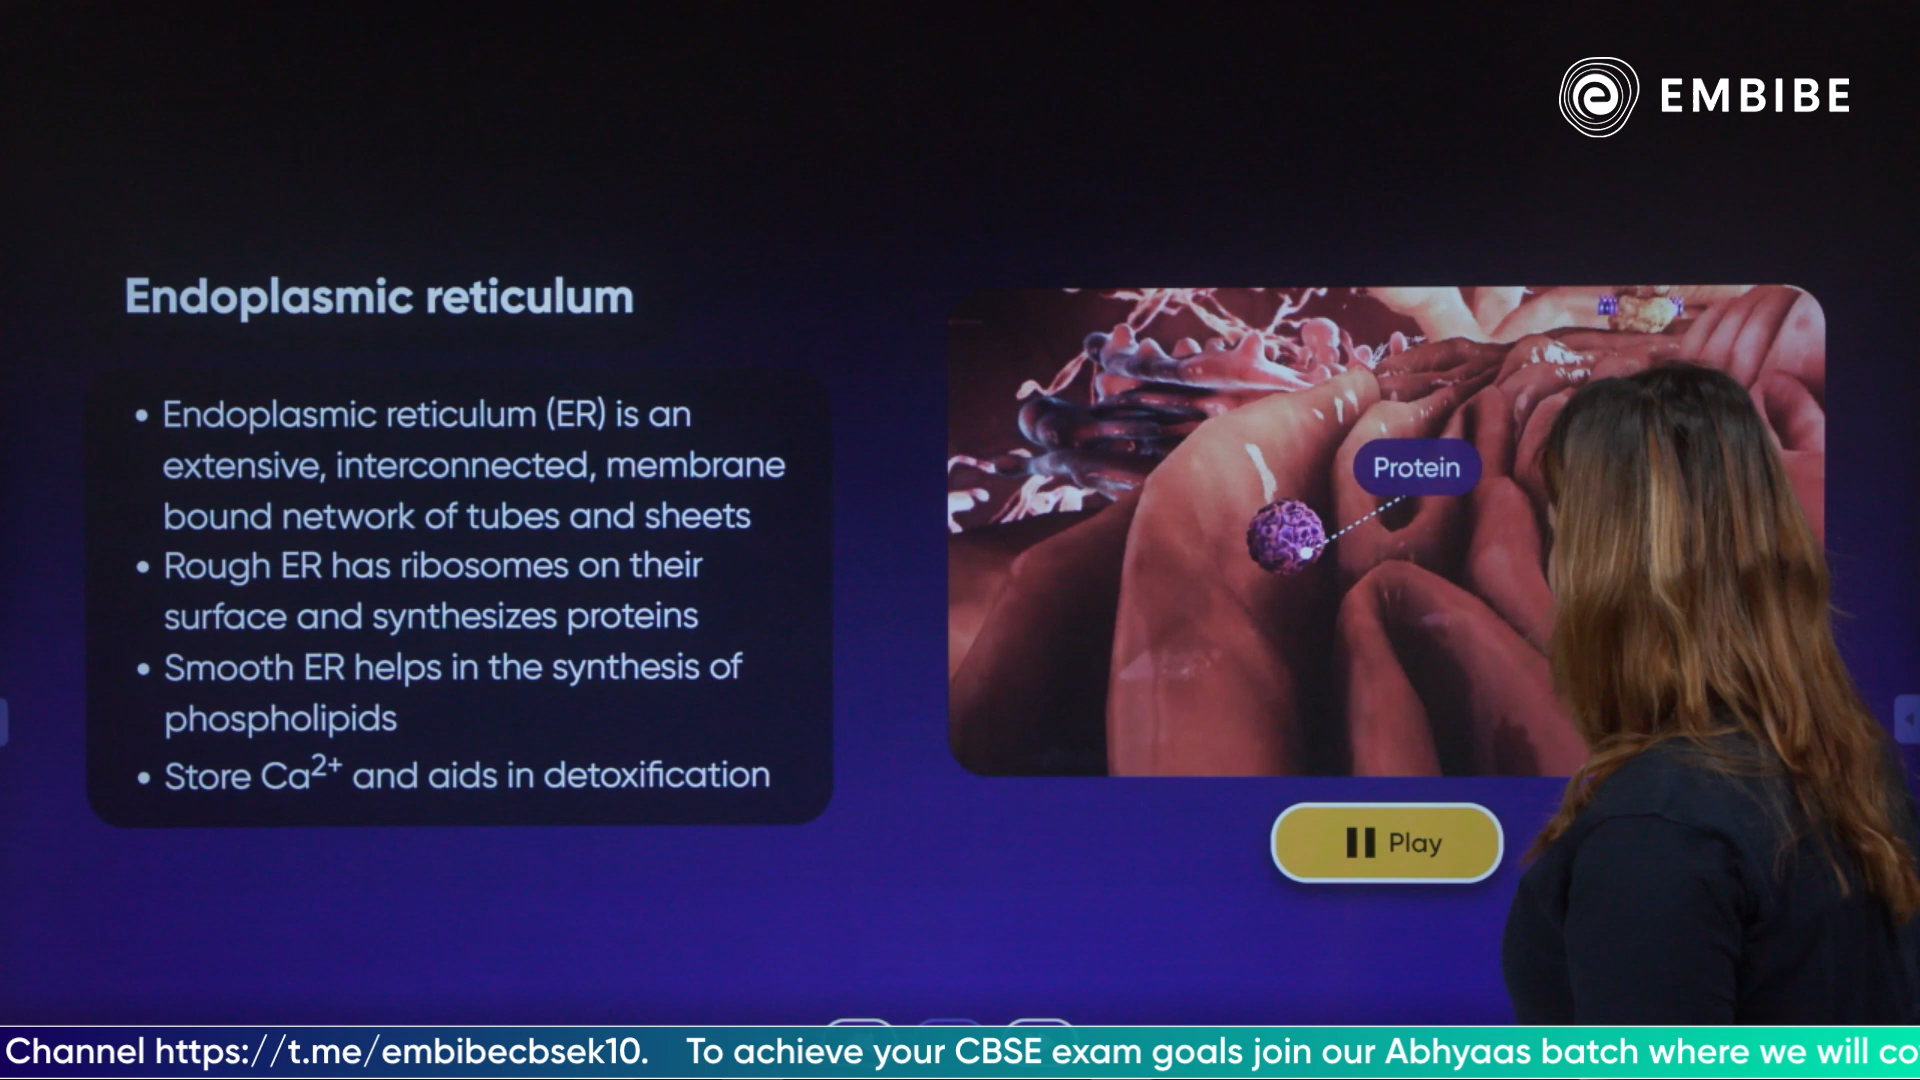 EMBIBE
Endoplasmic reticulum
• Endoplasmic reticulum (ER) is an
extensive, interconnected, membrane
bound network of tubes and sheets
• Rough ER has ribosomes on their
surface and synthesizes proteins
• Smooth ER helps in the synthesis of
phospholipids
• Store Ca²⁺ and aids in detoxification
Protein
Play
Channel https://t.me/embibecbsek10. To achieve your CBSE exam goals join our Abhyaas batch where we will